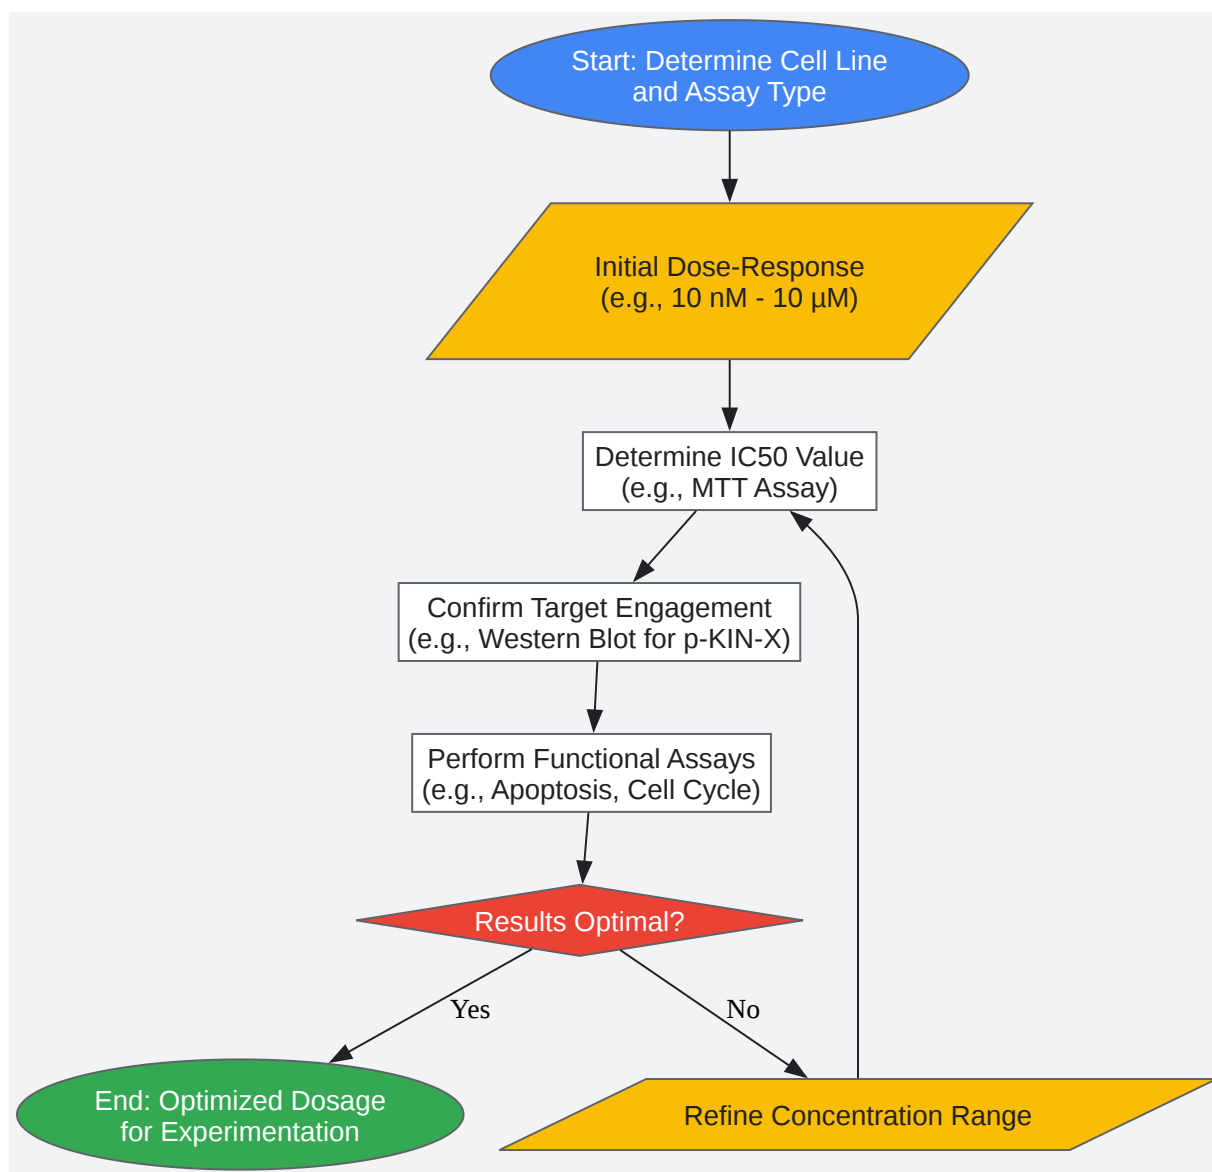 Start: Determine Cell Line
and Assay Type
Initial Dose-Response
(e.g., 10 nM - 10 µM)
Determine IC50 Value
(e.g., MTT Assay)
Confirm Target Engagement
(e.g., Western Blot for p-KIN-X)
Perform Functional Assays
(e.g., Apoptosis, Cell Cycle)
Results Optimal?
Yes
No
End: Optimized Dosage
for Experimentation
Refine Concentration Range